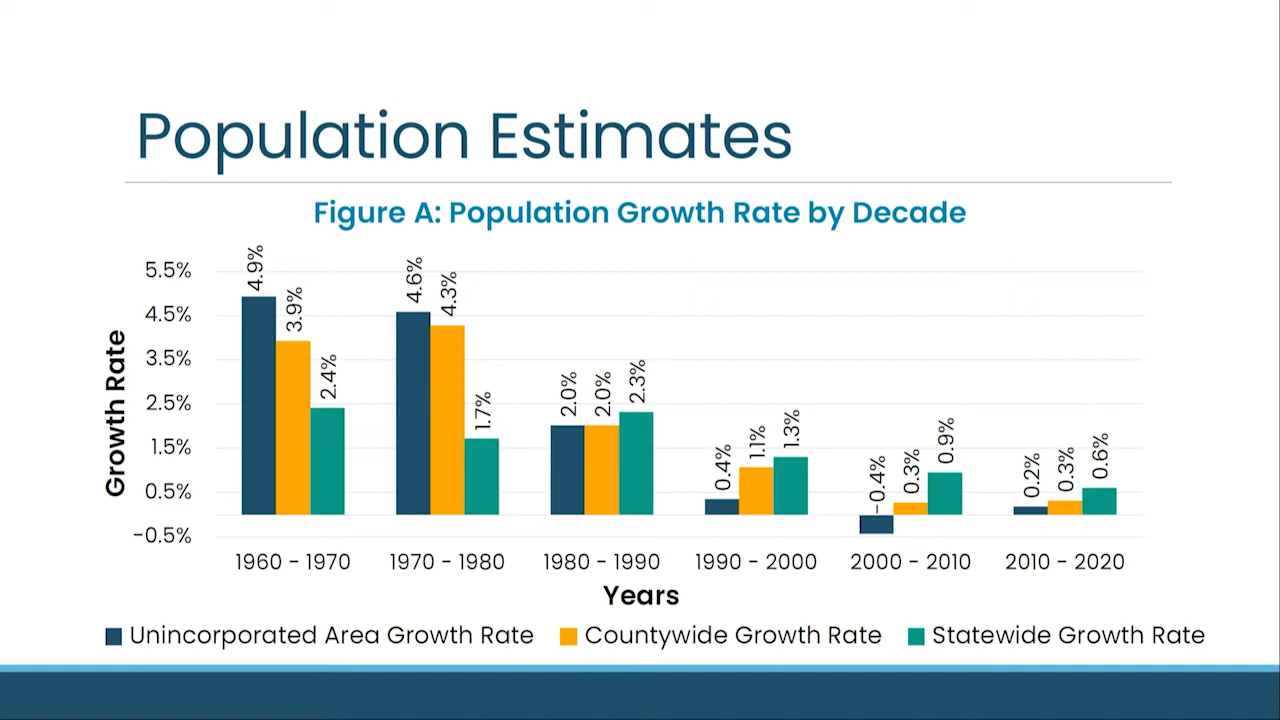 Population Estimates
Figure A: Population Growth Rate by Decade
Growth Rate
5.5%
4.5%
3.5%
2.5%
1.5%
0.5%
-0.5%
4.9%
3.9%
2.4%
4.6%
4.3%
1.7%
2.0%
2.0%
2.3%
0.4%
1.1%
1.3%
-0.4%
0.3%
0.9%
0.2%
0.3%
0.6%
1960 - 1970
1970 - 1980
1980 - 1990
1990 - 2000
2000 - 2010
2010 - 2020
Years
Unincorporated Area Growth Rate
Countywide Growth Rate
Statewide Growth Rate